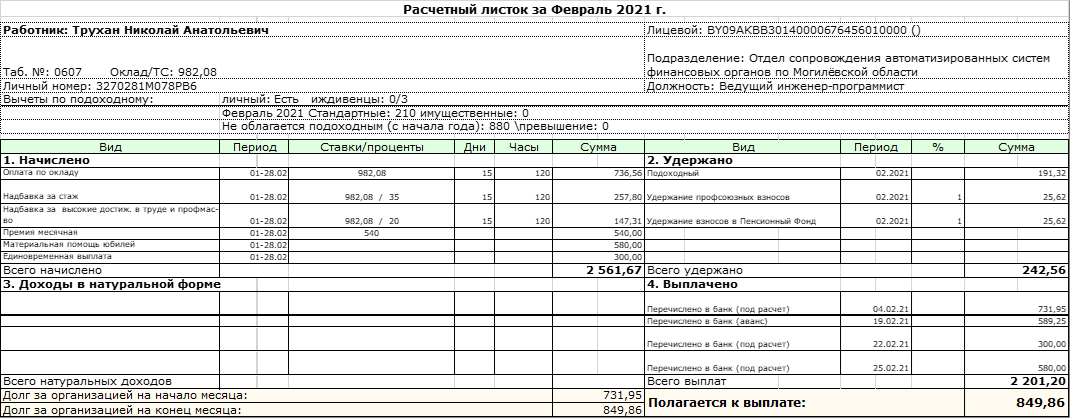 Расчетный листок за Февраль 2021 г.
Работник: Трухан Николай Анатольевич
Лицевой: BY09AKBB30140000676456010000 ()
Таб. №: 0607 Оклад/ТС: 982,08
Подразделение: Отдел сопровождения автоматизированных систем
финансовых органов по Могилёвской области
Личный номер: 3270281M078PB6
Должность: Ведущий инженер-программист
Вычеты по подоходному: личный: Есть иждивенцы: 0/3
Февраль 2021 Стандартные: 210 имущественные: 0
Не облагается подоходным (с начала года): 880 \превышение: 0
Вид Период Ставки/проценты Дни Часы Сумма Вид Период % Сумма
1. Начислено 2. Удержано
Оплата по окладу 01-28.02 982,08 15 120 736,56 Подоходный 02.2021 191,32
Надбавка за стаж 01-28.02 982,08 / 35 257,80 Удержание профсоюзных взносов 02.2021 1 25,62
Надбавка за высокие достиж. в труде и профмас-
во 01-28.02 982,08 / 20 15 120 147,31 Удержание взносов в Пенсионный Фонд 02.2021 1 25,62
Премия месячная 01-28.02 540 540,00
Материальная помощь юбилей 01-28.02 580,00
Единовременная выплата 01-28.02 300,00
Всего начислено 2 561,67 Всего удержано 242,56
3. Доходы в натуральной форме 4. Выплачено
Перечислено в банк (под расчет) 04.02.21 731,95
Перечислено в банк (аванс) 19.02.21 589,25
Перечислено в банк (под расчет) 22.02.21 300,00
Перечислено в банк (под расчет) 25.02.21 580,00
Всего натуральных доходов Всего выплат 2 201,20
Долг за организацией на начало месяца: 731,95
Долг за организацией на конец месяца: 849,86
Полагается к выплате: 849,86